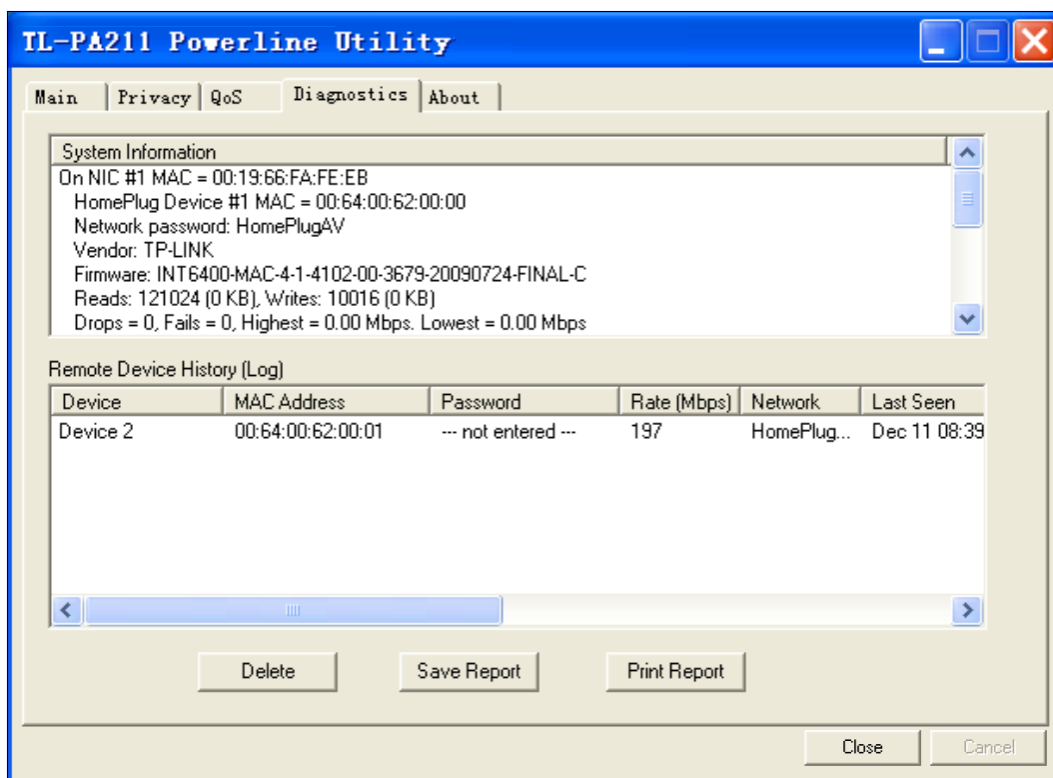 TL-PA211 Powerline Utility
Main Privacy QoS Diagnostics About
System Information
On NIC #1 MAC = 00:19:66:FA:FE:EB
HomePlug Device #1 MAC = 00:64:00:62:00:00
Network password: HomePlugAV
Vendor: TP-LINK
Firmware: INT6400-MAC-4-1-4102-00-3679-20090724-FINAL-C
Reads: 121024 (0 KB), Writes: 10016 (0 KB)
Drops = 0, Fails = 0, Highest = 0.00 Mbps. Lowest = 0.00 Mbps
Remote Device History (Log)
Device MAC Address Password Rate (Mbps) Network Last Seen
Device 2 00:64:00:62:00:01 --- not entered --- 197 HomePlug... Dec 11 08:39
Delete Save Report Print Report
Close Cancel